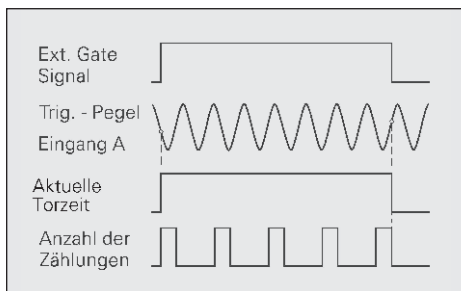 Ext. Gate
Signal
Trig. - Pegel
Eingang A
Aktuelle
Torzeit
Anzahl der
Zählungen